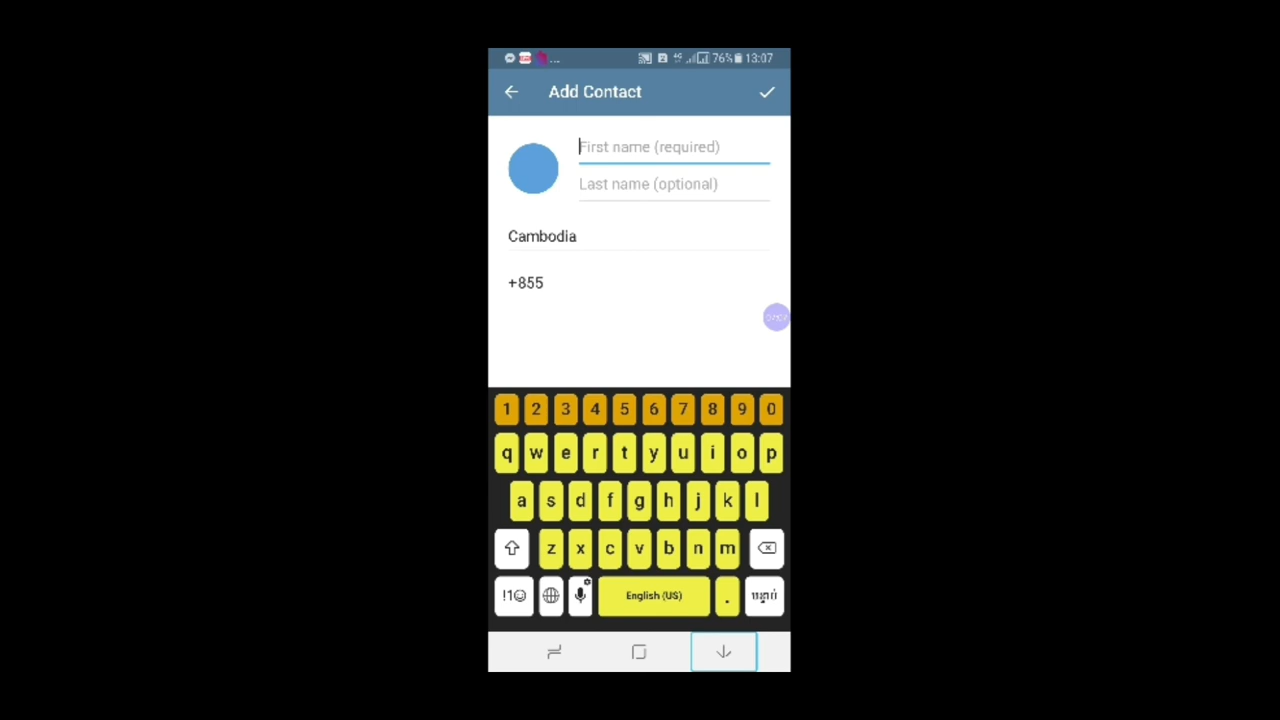 76% 13:07
Add Contact
First name (required)
Last name (optional)
Cambodia
+855
1 2 3 4 5 6 7 8 9 0
q w e r t y u i o p
a s d f g h j k l
z x c v b n m
!1☺ English (US) .